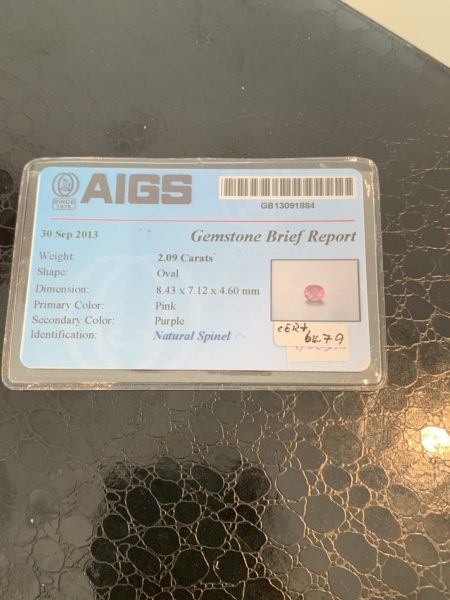 AIGS
SINCE
1978
GB13091884
30 Sep 2013
Gemstone Brief Report
Weight: 2.09 Carats
Shape: Oval
Dimension: 8.43 x 7.12 x 4.60 mm
Primary Color: Pink
Secondary Color: Purple
Identification: Natural Spinel
cERt
6479